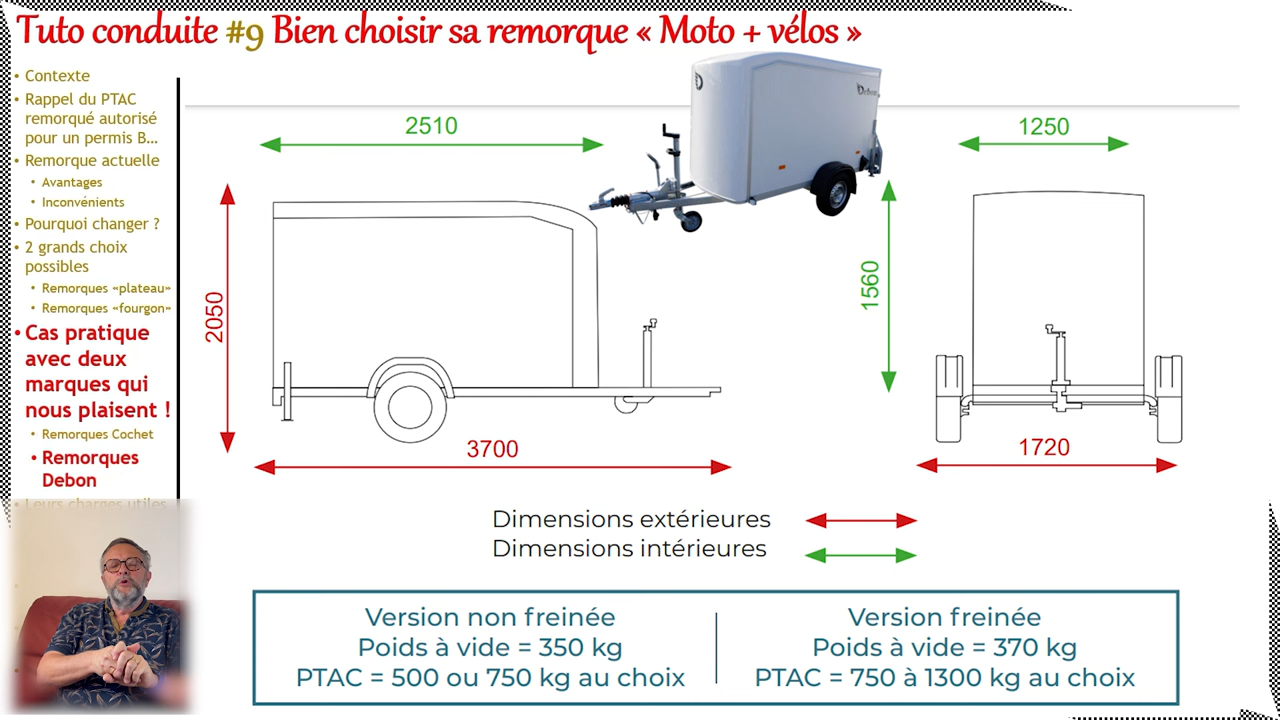 Tuto conduite #9 Bien choisir sa remorque « Moto + vélos »
• Contexte
• Rappel du PTAC
remorqué autorisé
pour un permis B...
• Remorque actuelle
• Avantages
• Inconvénients
• Pourquoi changer ?
• 2 grands choix
possibles
• Remorques «plateau»
• Remorques «fourgon»
• Cas pratique
avec deux
marques qui
nous plaisent !
• Remorques Cochet
• Remorques
Debon
• Leurs charges utiles
2510
2050
3700
Debon
1250
1560
1720
Dimensions extérieures
Dimensions intérieures
Version non freinée
Poids à vide = 350 kg
PTAC = 500 ou 750 kg au choix
Version freinée
Poids à vide = 370 kg
PTAC = 750 à 1300 kg au choix